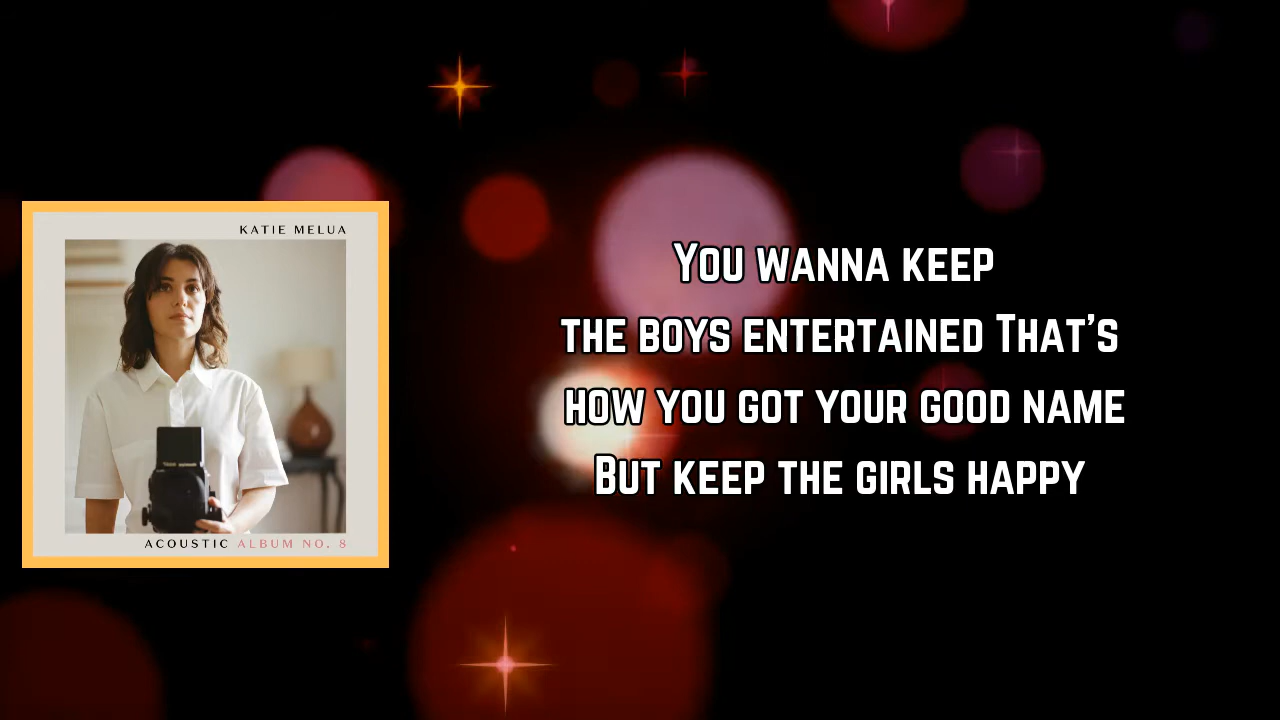 KATIE MELUA
ACOUSTIC ALBUM NO. 8
You wanna keep
the boys entertained That's
how you got your good name
But keep the girls happy